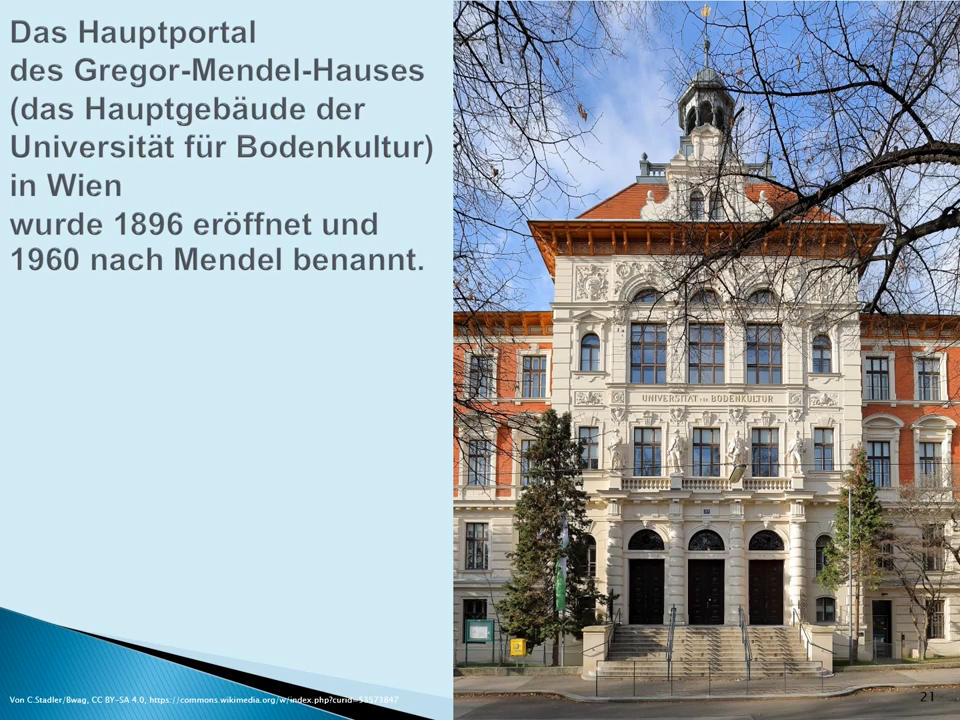 Das Hauptportal
des Gregor-Mendel-Hauses
(das Hauptgebäude der
Universität für Bodenkultur)
in Wien
wurde 1896 eröffnet und
1960 nach Mendel benannt.
UNIVERSITÄT FÜR BODENKULTUR
Von C.Stadler/Bwag, CC BY-SA 4.0, https://commons.wikimedia.org/w/index.php?curid=53573847
21